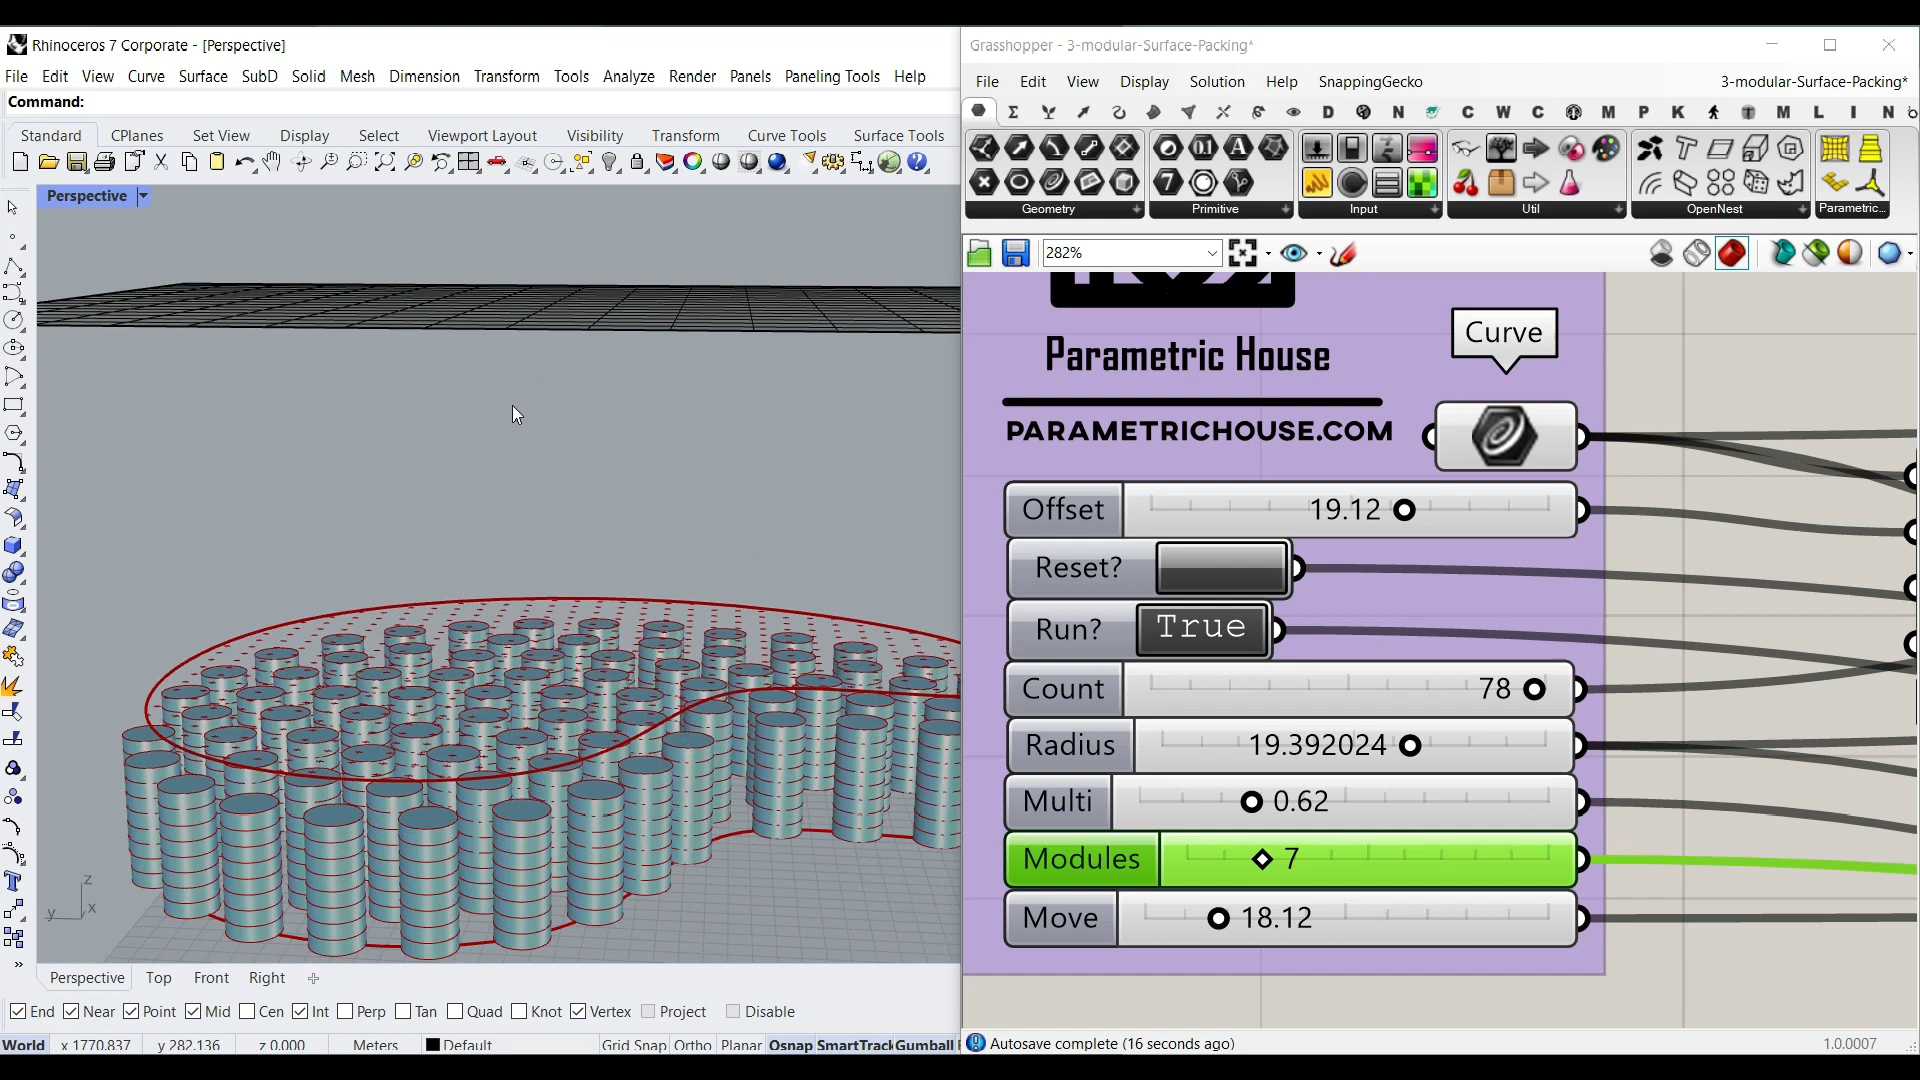 Rhinoceros 7 Corporate - [Perspective]
File Edit View Curve Surface SubD Solid Mesh Dimension Transform Tools Analyze Render Panels Paneling Tools Help
Command:
Standard CPlanes Set View Display Select Viewport Layout Visibility Transform Curve Tools Surface Tools
Perspective
z
y x
Perspective Top Front Right
End Near Point Mid Cen Int Perp Tan Quad Knot Vertex Project Disable
World x 1770.837 y 282.136 z 0.000 Meters Default Grid Snap Ortho Planar Osnap SmartTrack Gumball
Grasshopper - 3-modular-Surface-Packing*
File Edit View Display Solution Help SnappingGecko 3-modular-Surface-Packing*
D N C W C M P K M L I N
Geometry Primitive Input Util OpenNest Parametric...
282%
Parametric House
PARAMETRICHOUSE.COM
Curve
Offset 19.12
Reset?
Run? True
Count 78
Radius 19.392024
Multi 0.62
Modules 7
Move 18.12
Autosave complete (16 seconds ago) 1.0.0007